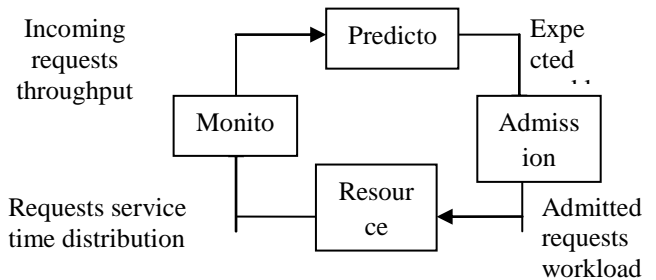 Incoming
requests
throughput
Predicto
Expe
cted
Monito
Admiss
ion
Requests service
time distribution
Resour
ce
Admitted
requests
workload